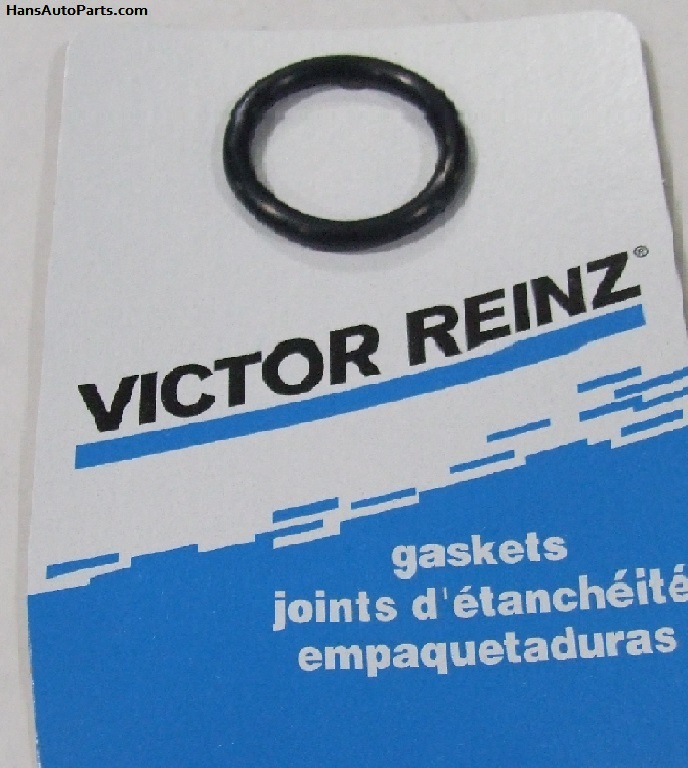 HansAutoParts.com
VICTOR REINZ®
gaskets
joints d'étanchéité
empaquetaduras